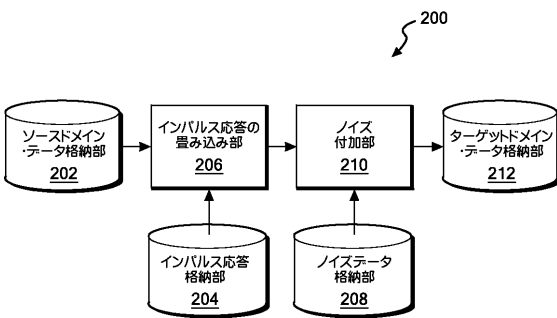 200
ソースドメイン
・データ格納部
202
インパルス応答の
畳み込み部
206
ノイズ
付加部
210
ターゲットドメイン
・データ格納部
212
インパルス応答
格納部
204
ノイズデータ
格納部
208